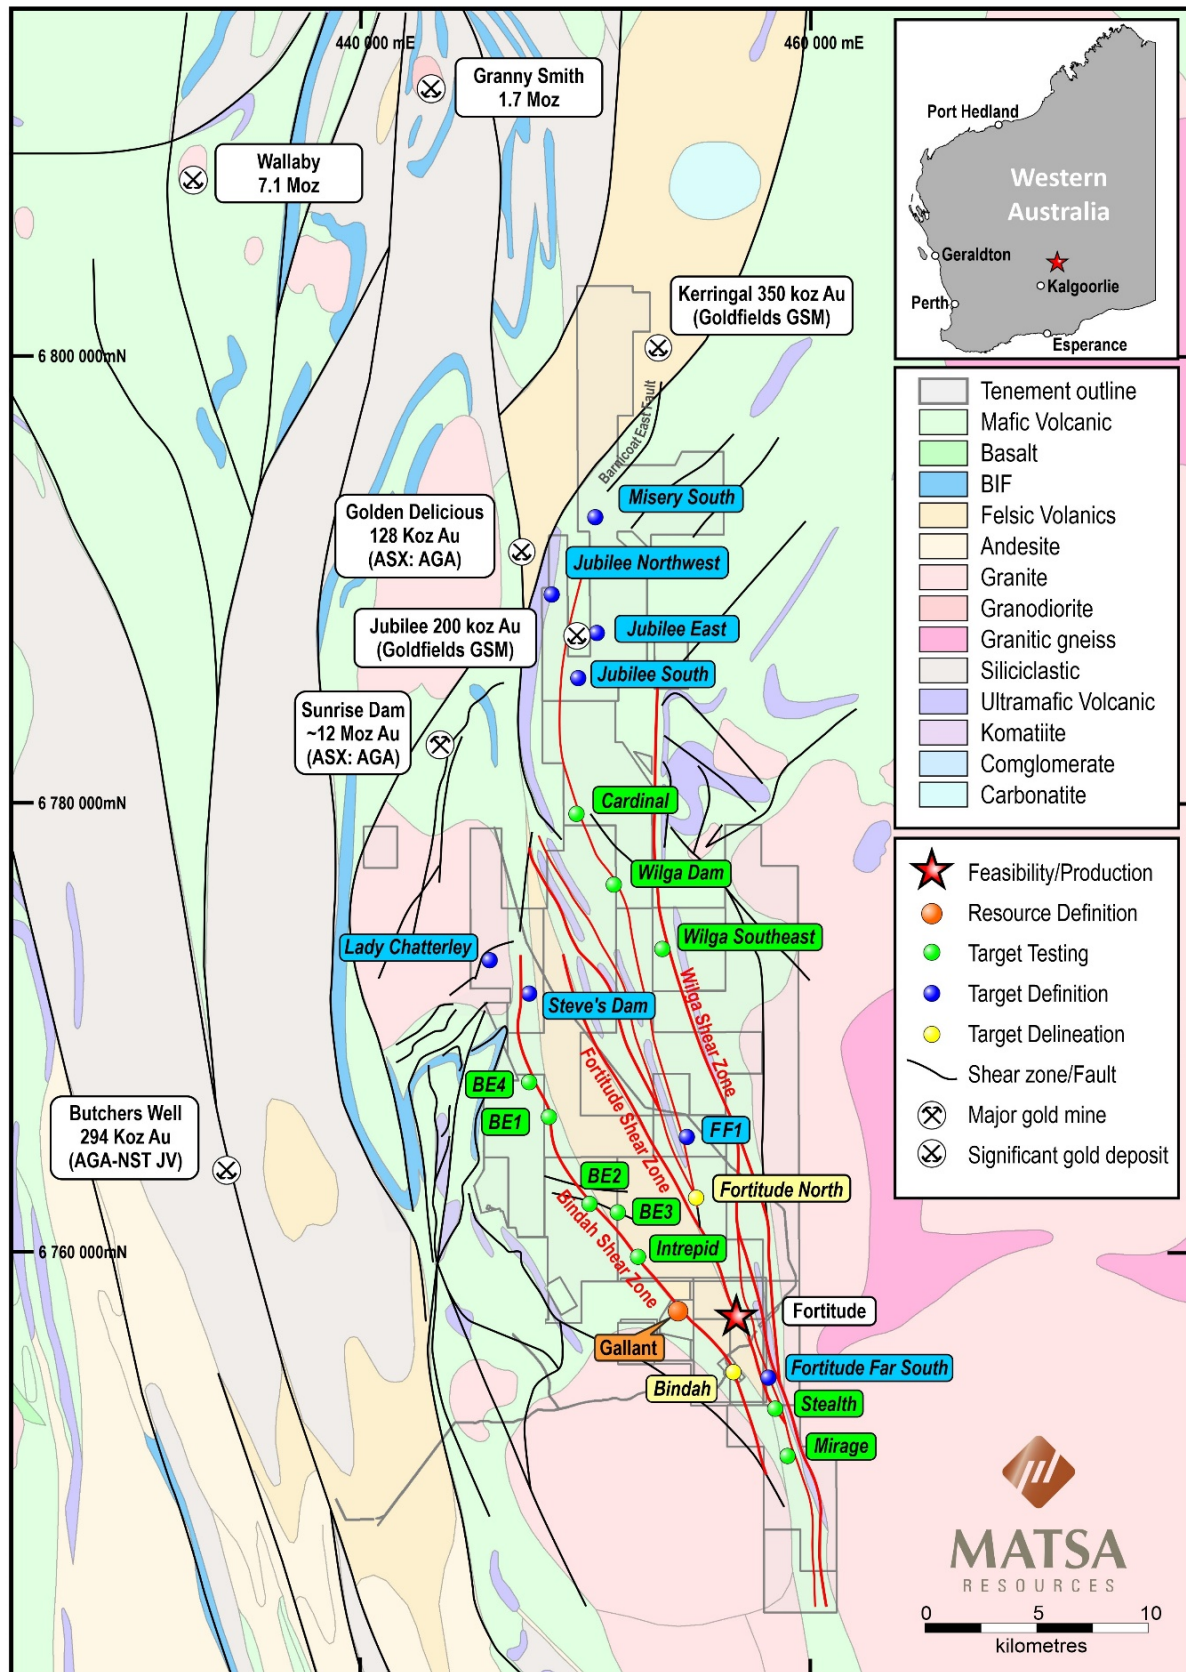 440 000 mE
460 000 mE
Granny Smith
1.7 Moz
Wallaby
7.1 Moz
Port Hedland
Western
Australia
Geraldton
Kalgoorlie
Perth
Esperance
Kerringal 350 koz Au
(Goldfields GSM)
6 800 000mN
Barnicoat East Fault
Misery South
Golden Delicious
128 Koz Au
(ASX: AGA)
Jubilee Northwest
Jubilee 200 koz Au
(Goldfields GSM)
Jubilee East
Jubilee South
Sunrise Dam
~12 Moz Au
(ASX: AGA)
6 780 000mN
Cardinal
Wilga Dam
Wilga Southeast
Lady Chatterley
Steve's Dam
Wilga Shear Zone
Fortitude Shear Zone
BE4
BE1
FF1
Butchers Well
294 Koz Au
(AGA-NST JV)
BE2
BE3
Fortitude North
Bindah Shear Zone
Intrepid
6 760 000mN
Fortitude
Gallant
Fortitude Far South
Bindah
Stealth
Mirage
Tenement outline
Mafic Volcanic
Basalt
BIF
Felsic Volanics
Andesite
Granite
Granodiorite
Granitic gneiss
Siliciclastic
Ultramafic Volcanic
Komatiite
Comglomerate
Carbonatite
Feasibility/Production
Resource Definition
Target Testing
Target Definition
Target Delineation
Shear zone/Fault
Major gold mine
Significant gold deposit
MATSA
RESOURCES
0 5 10
kilometres